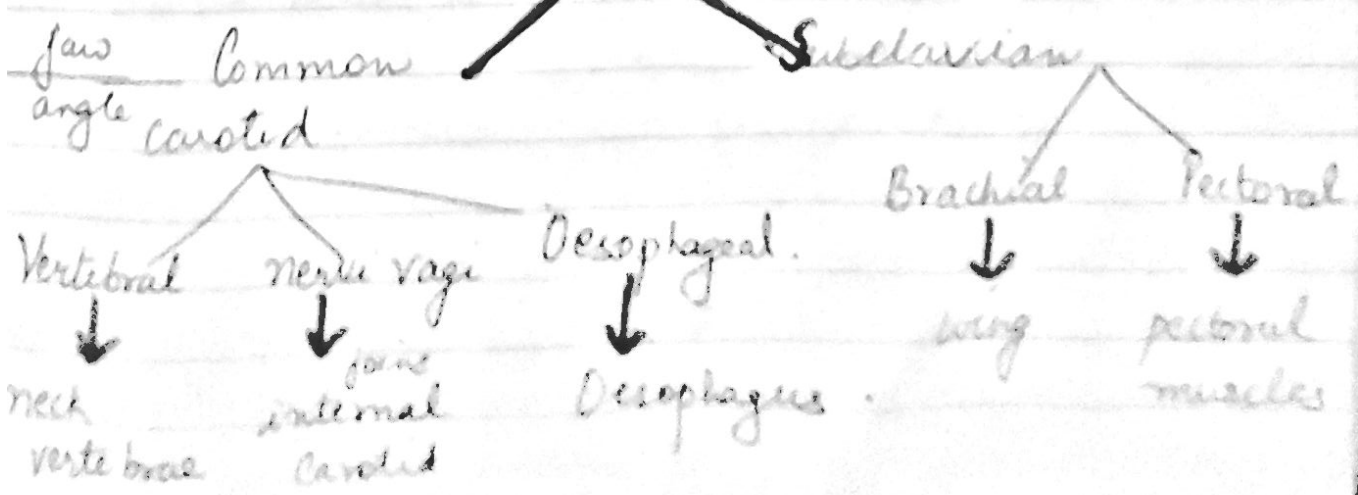 jaw Common Subclavian
angle carotid
Brachial Pectoral
Vertebral nervi vagi Oesophageal.
wing pectoral
joins
neck internal Oesophagus. muscles
vertebrae carotid